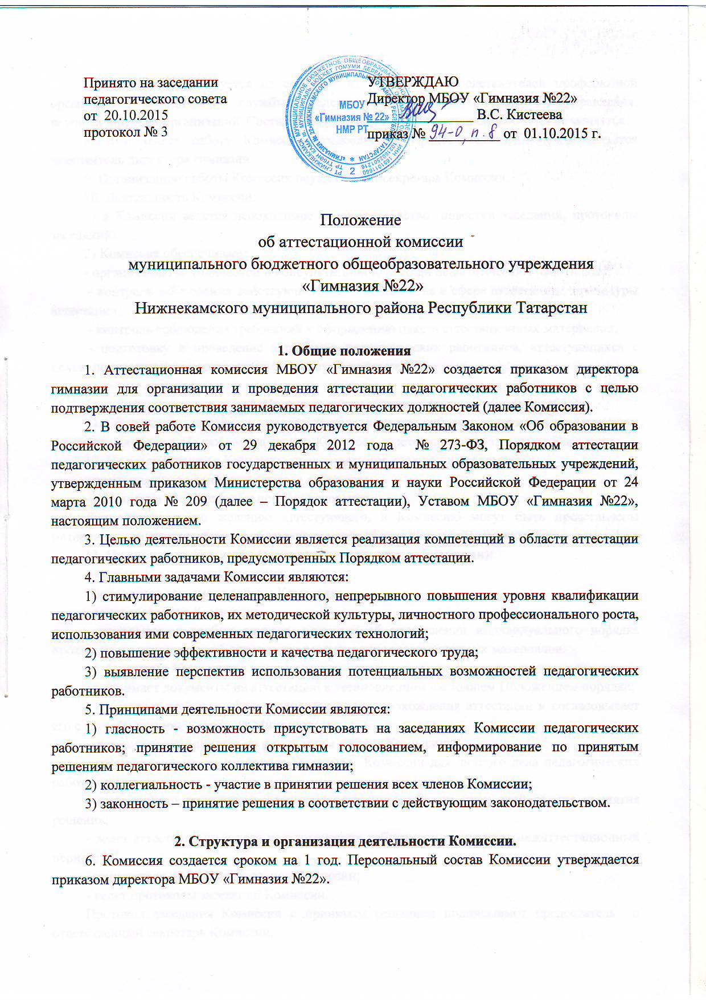 Принято на заседании
педагогического совета
от 20.10.2015
протокол № 3
УТВЕРЖДАЮ
Директор МБОУ «Гимназия №22»
В.С. Кистеева
приказ № 94-о, п.8 от 01.10.2015 г.
МБОУ
«Гимназия № 22»
НМР РТ
2
Положение
об аттестационной комиссии
муниципального бюджетного общеобразовательного учреждения
«Гимназия №22»
Нижнекамского муниципального района Республики Татарстан
1. Общие положения
1. Аттестационная комиссия МБОУ «Гимназия №22» создается приказом директора
гимназии для организации и проведения аттестации педагогических работников с целью
подтверждения соответствия занимаемых педагогических должностей (далее Комиссия).
2. В совей работе Комиссия руководствуется Федеральным Законом «Об образовании в
Российской Федерации» от 29 декабря 2012 года № 273-ФЗ, Порядком аттестации
педагогических работников государственных и муниципальных образовательных учреждений,
утвержденным приказом Министерства образования и науки Российской Федерации от 24
марта 2010 года № 209 (далее – Порядок аттестации), Уставом МБОУ «Гимназия №22»,
настоящим положением.
3. Целью деятельности Комиссии является реализация компетенций в области аттестации
педагогических работников, предусмотренных Порядком аттестации.
4. Главными задачами Комиссии являются:
1) стимулирование целенаправленного, непрерывного повышения уровня квалификации
педагогических работников, их методической культуры, личностного профессионального роста,
использования ими современных педагогических технологий;
2) повышение эффективности и качества педагогического труда;
3) выявление перспектив использования потенциальных возможностей педагогических
работников.
5. Принципами деятельности Комиссии являются:
1) гласность - возможность присутствовать на заседаниях Комиссии педагогических
работников; принятие решения открытым голосованием, информирование по принятым
решениям педагогического коллектива гимназии;
2) коллегиальность - участие в принятии решения всех членов Комиссии;
3) законность – принятие решения в соответствии с действующим законодательством.
2. Структура и организация деятельности Комиссии.
6. Комиссия создается сроком на 1 год. Персональный состав Комиссии утверждается
приказом директора МБОУ «Гимназия №22».